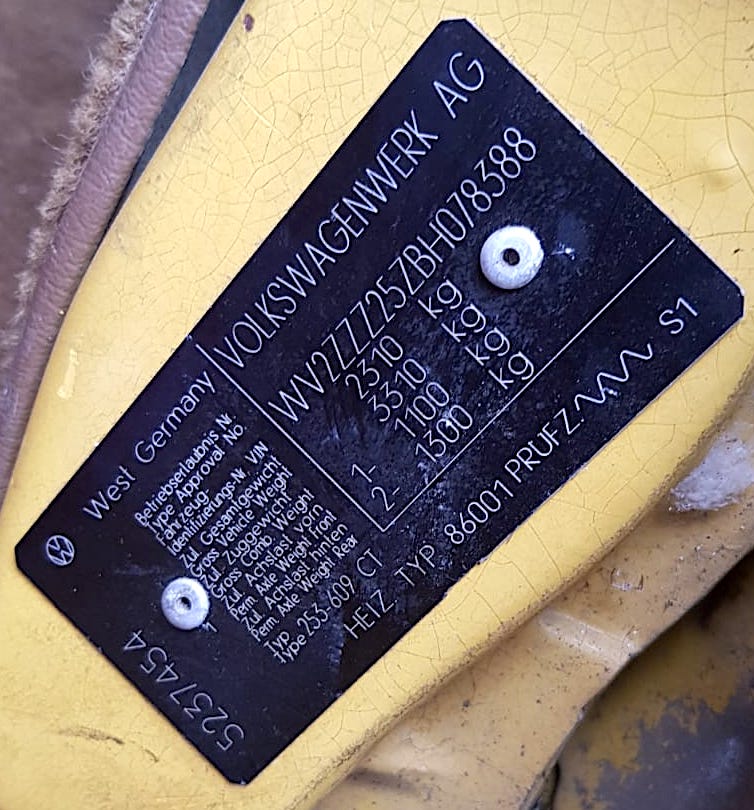 VOLKSWAGENWERK AG
West Germany
Betriebserlaubnis Nr.
Type Approval No.
Fahrzeug-
Identifizierungs-Nr. VIN
WV2ZZZ25ZBH078388
Zul. Gesamtgewicht
Gross Vehicle Weight
2310 kg
Zul. Zuggewicht
Gross Comb. Weight
3310 kg
Zul. Achslast vorn
Perm. Axle Weight Front
1- 1100 kg
Zul. Achslast hinten
Perm. Axle Weight Rear
2- 1300 kg
Typ
Type 253-609 CT
HEIZ TYP 86001 PRÜFZ S1
5237454